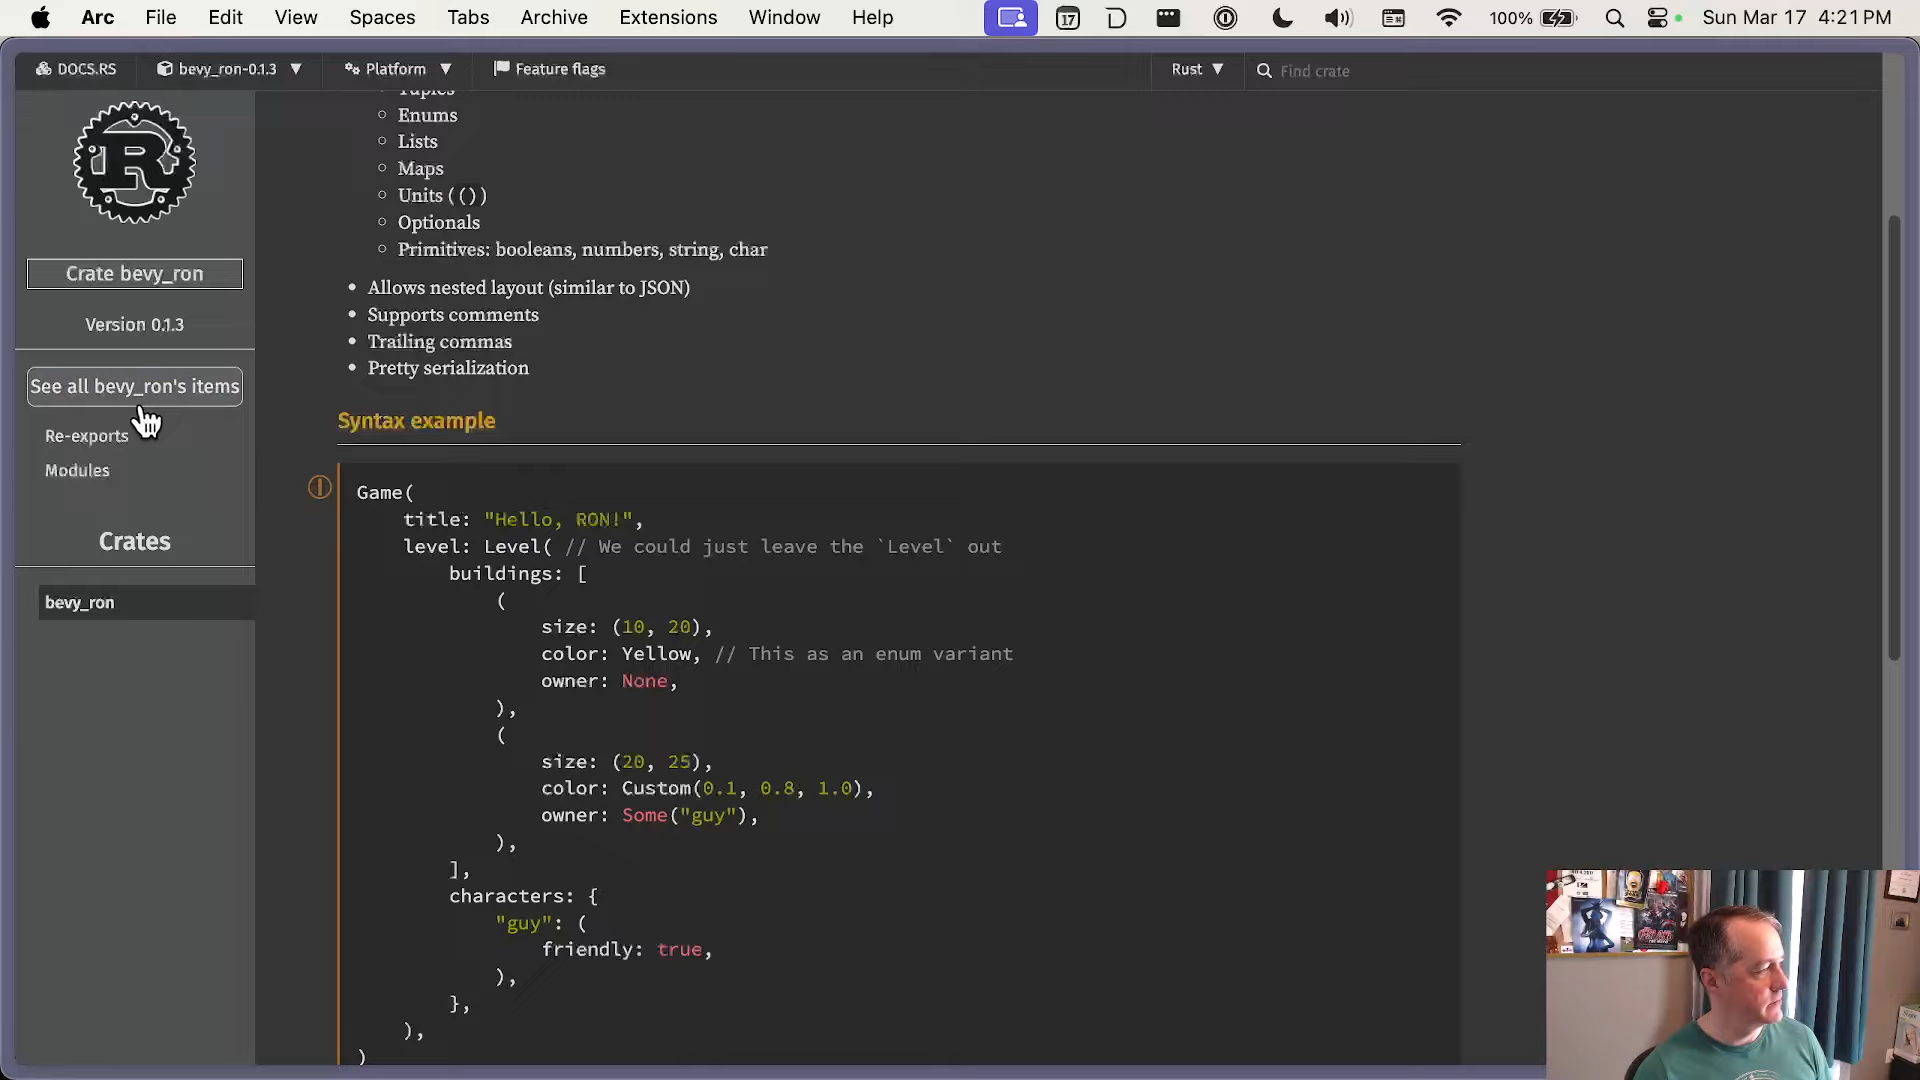 Arc File Edit View Spaces Tabs Archive Extensions Window Help 17 100% Sun Mar 17 4:21 PM
DOCS.RS bevy_ron-0.1.3 ▼ Platform ▼ Feature flags Rust ▼ Find crate
Tuples
Enums
Lists
Maps
Units (())
Optionals
Primitives: booleans, numbers, string, char
Crate bevy_ron
Version 0.1.3
See all bevy_ron's items
Re-exports
Modules
Crates
bevy_ron
• Allows nested layout (similar to JSON)
• Supports comments
• Trailing commas
• Pretty serialization
Syntax example
Game(
title: "Hello, RON!",
level: Level( // We could just leave the `Level` out
buildings: [
(
size: (10, 20),
color: Yellow, // This as an enum variant
owner: None,
),
(
size: (20, 25),
color: Custom(0.1, 0.8, 1.0),
owner: Some("guy"),
),
],
characters: {
"guy": (
friendly: true,
),
},
),
)